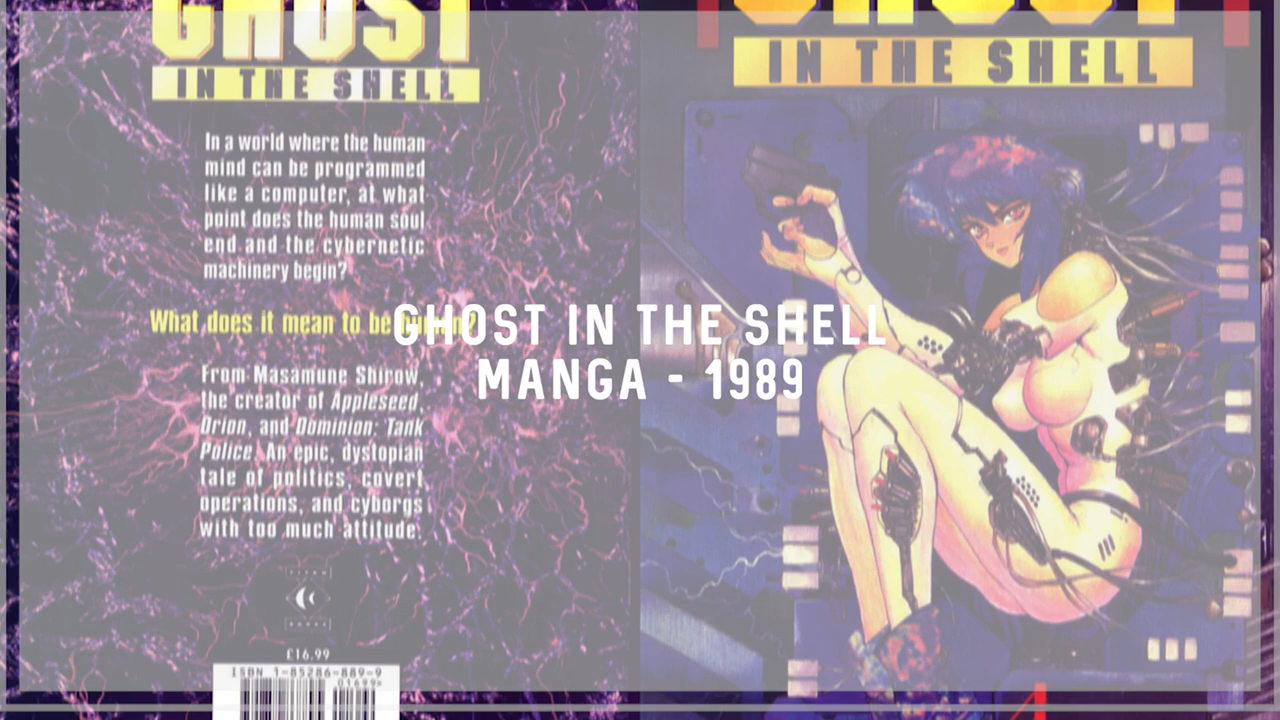 GHOST
IN THE SHELL
In a world where the human
mind can be programmed
like a computer, at what
point does the human soul
end and the cybernetic
machinery begin?
What does it mean to be
From Masamune Shirow,
the creator of Appleseed,
Orion, and Dominion: Tank
Police. An epic, dystopian
tale of politics, covert
operations, and cyborgs
with too much attitude.
£16.99
ISBN 1-85286-889-9
01699>
GHOST
IN THE SHELL
GHOST IN THE SHELL
MANGA - 1989